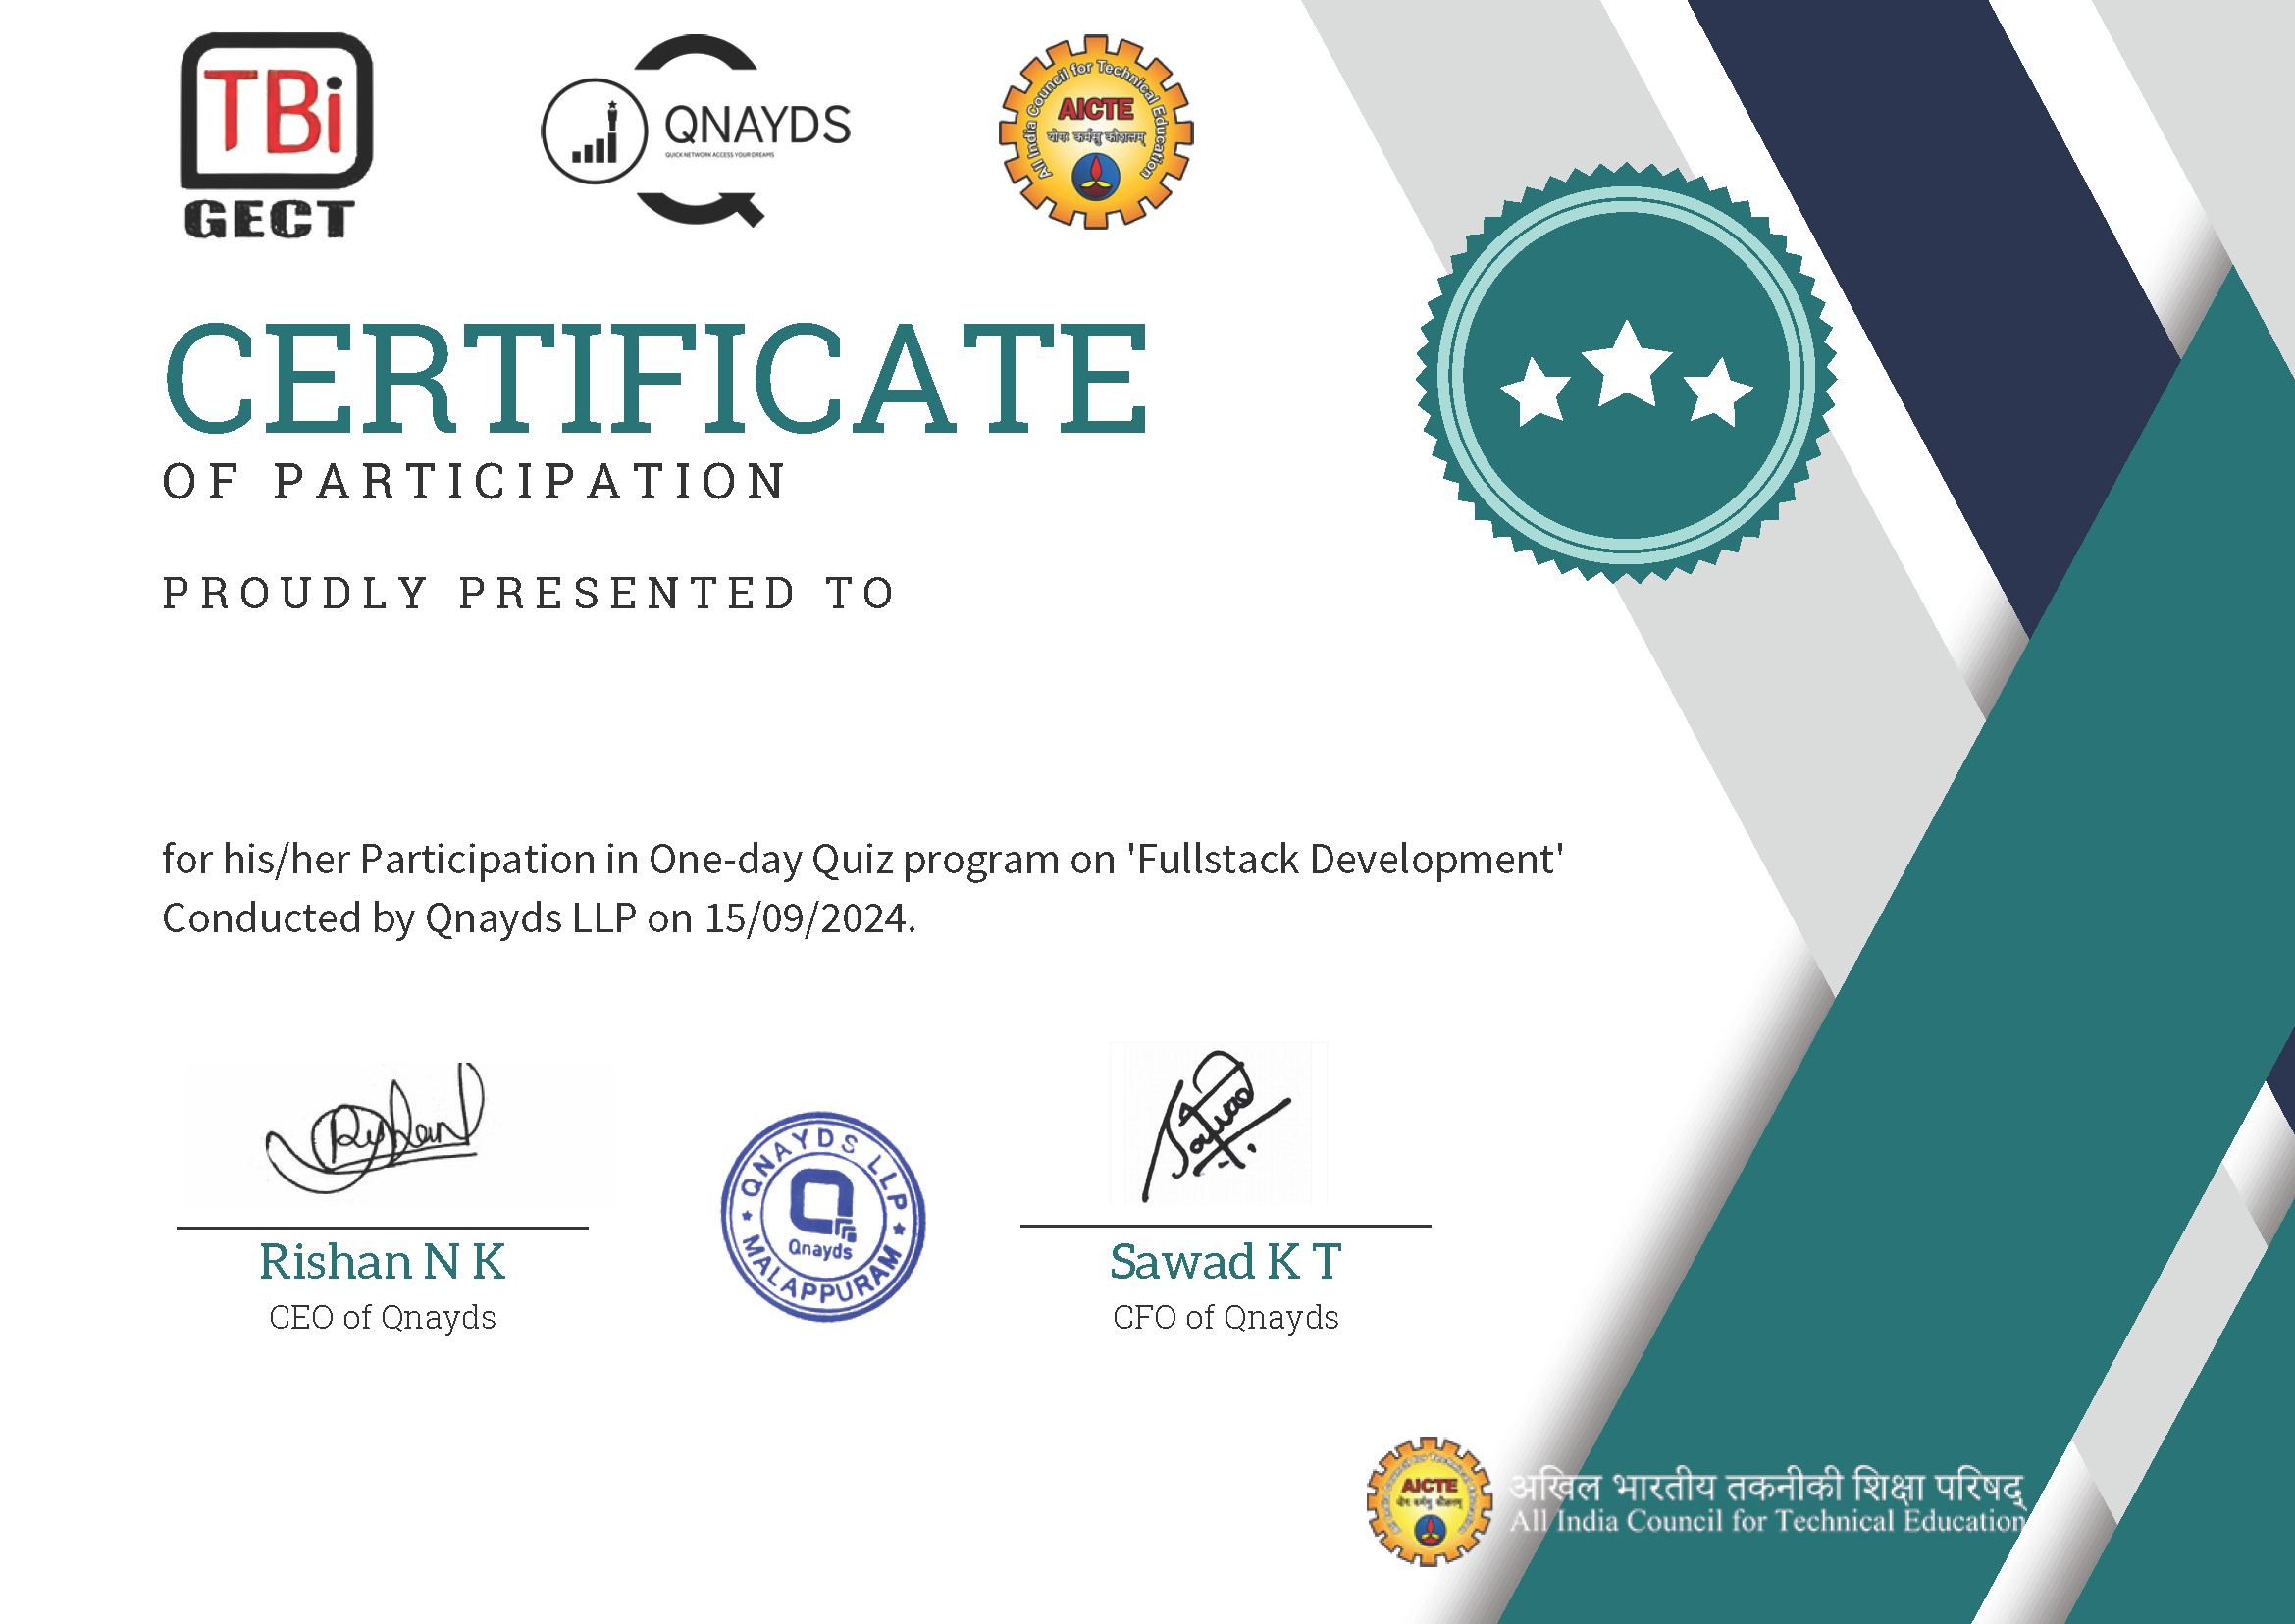 TBi
GECT
QNAYDS
QUICK NETWORK ACCESS YOUR DREAMS
All India Council for Technical Education
AICTE
योगः कर्मसु कौशलम्
CERTIFICATE
OF PARTICIPATION
PROUDLY PRESENTED TO
for his/her Participation in One-day Quiz program on 'Fullstack Development'
Conducted by Qnayds LLP on 15/09/2024.
Rishan N K
CEO of Qnayds
QNAYDS LLP
Qnayds
MALAPPURAM
Sawad K T
CFO of Qnayds
AICTE
अखिल भारतीय तकनीकी शिक्षा परिषद्
All India Council for Technical Education